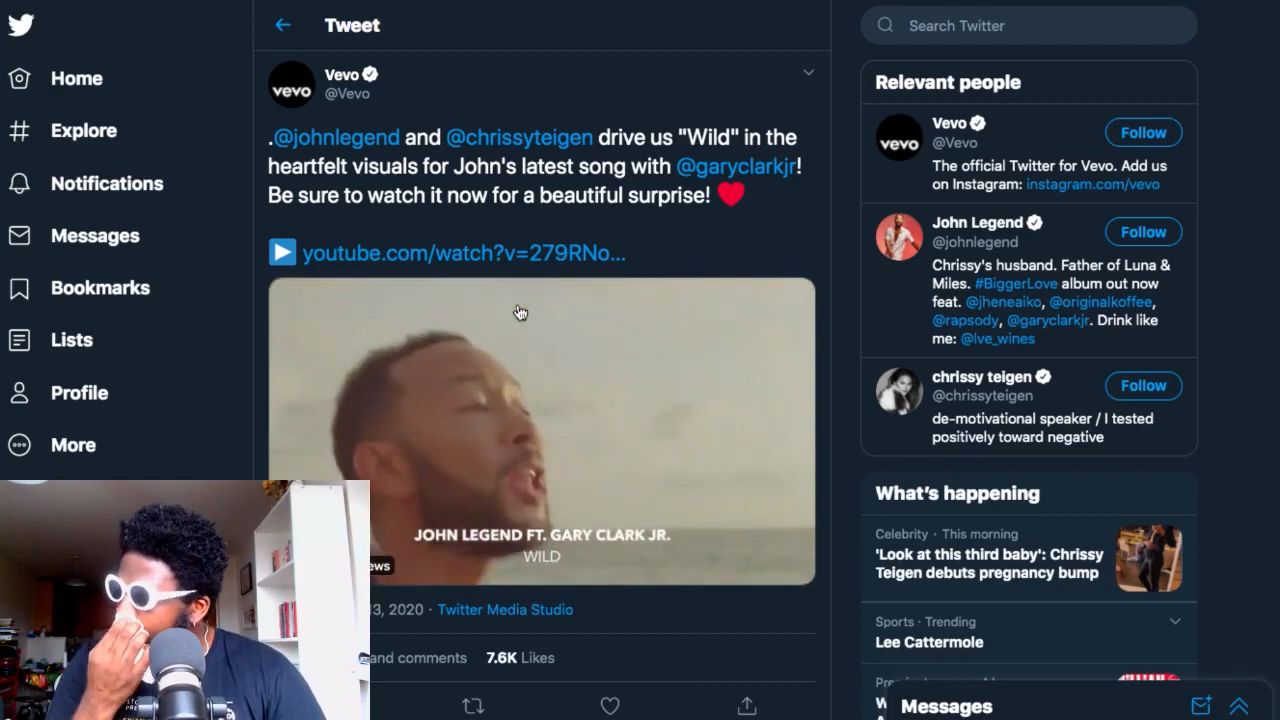 Home
Explore
Notifications
Messages
Bookmarks
Lists
Profile
More
Tweet
vevo
Vevo
@Vevo
.@johnlegend and @chrissyteigen drive us "Wild" in the
heartfelt visuals for John's latest song with @garyclarkjr!
Be sure to watch it now for a beautiful surprise!
youtube.com/watch?v=279RNo...
JOHN LEGEND FT. GARY CLARK JR.
WILD
ews
13, 2020 · Twitter Media Studio
and comments 7.6K Likes
Search Twitter
Relevant people
vevo
Vevo
Follow
@Vevo
The official Twitter for Vevo. Add us
on Instagram: instagram.com/vevo
John Legend
Follow
@johnlegend
Chrissy's husband. Father of Luna &
Miles. #BiggerLove album out now
feat. @jheneaiko, @originalkoffee,
@rapsody, @garyclarkjr. Drink like
me: @lve_wines
chrissy teigen
Follow
@chrissyteigen
de-motivational speaker / I tested
positively toward negative
What's happening
Celebrity · This morning
'Look at this third baby': Chrissy
Teigen debuts pregnancy bump
Sports · Trending
Lee Cattermole
Messages